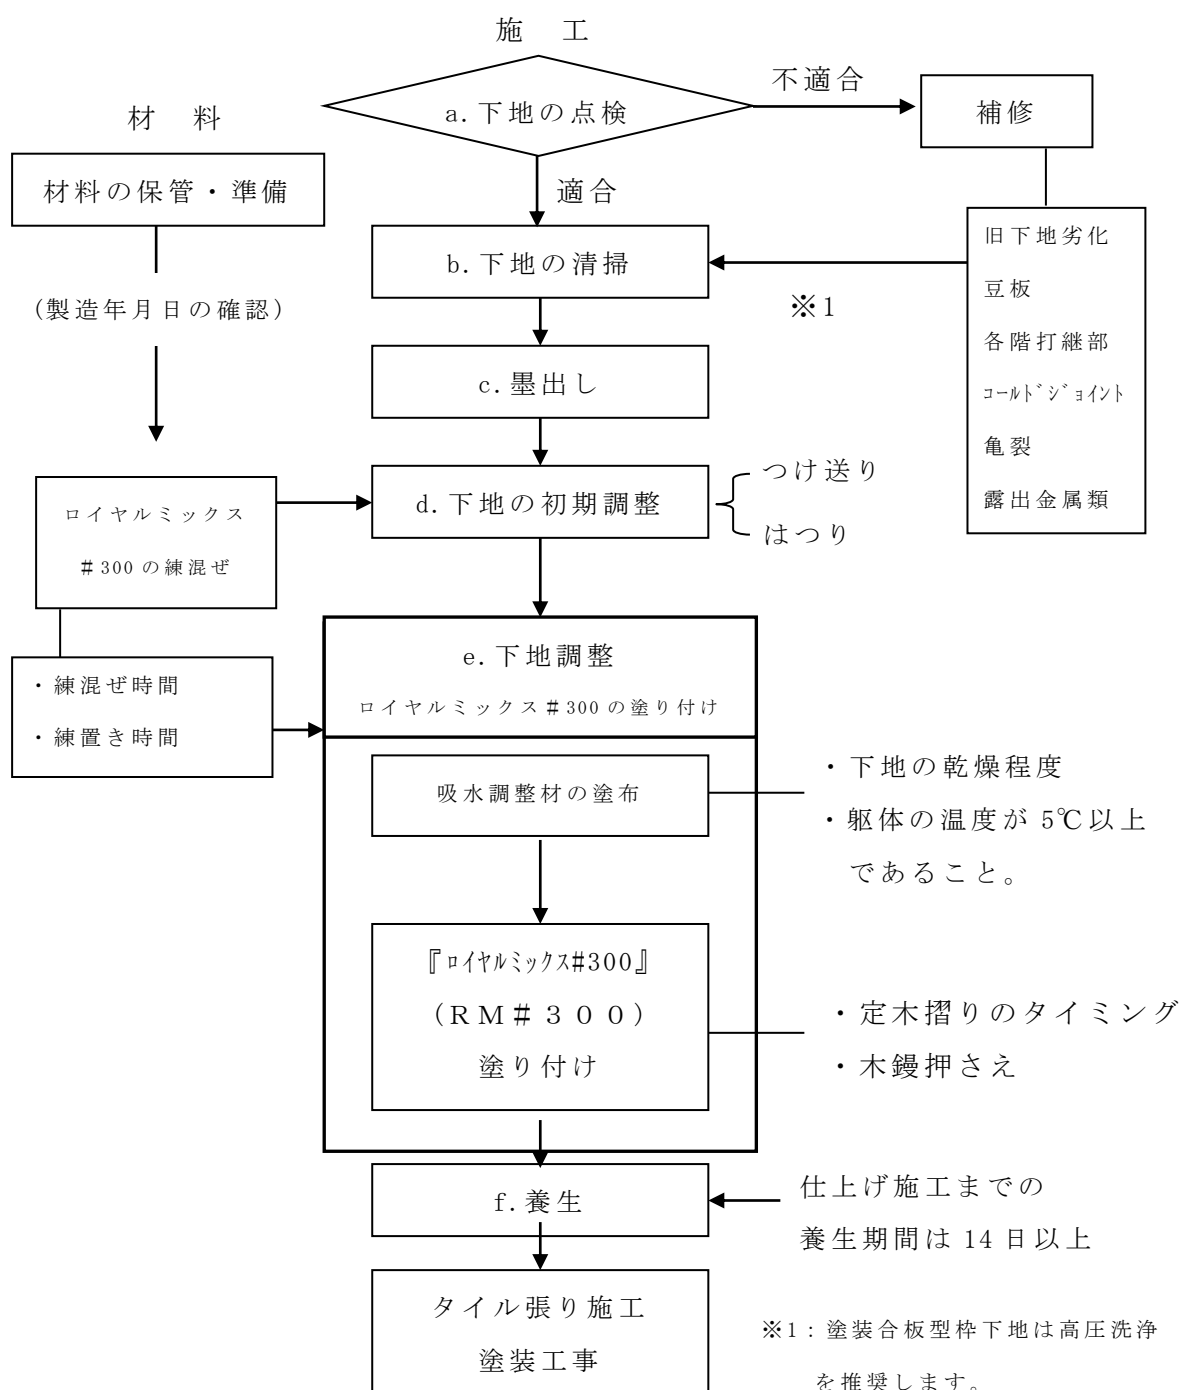 施 工
a.下地の点検
不適合
補修
材 料
材料の保管・準備
適合
旧下地劣化
豆板
各階打継部
ｺｰﾙﾄﾞｼﾞｮｲﾝﾄ
亀裂
露出金属類
b.下地の清掃
※1
(製造年月日の確認)
c.墨出し
d.下地の初期調整
つけ送り
はつり
ロイヤルミックス
＃300の練混ぜ
・練混ぜ時間
・練置き時間
e.下地調整
ロイヤルミックス＃300の塗り付け
吸水調整材の塗布
・下地の乾燥程度
・躯体の温度が 5℃以上
であること。
『ﾛｲﾔﾙﾐｯｸｽ#300』
（ＲＭ＃３００）
塗り付け
・定木摺りのタイミング
・木鏝押さえ
f.養生
仕上げ施工までの
養生期間は 14 日以上
タイル張り施工
塗装工事
※1：塗装合板型枠下地は高圧洗浄
を推奨します。